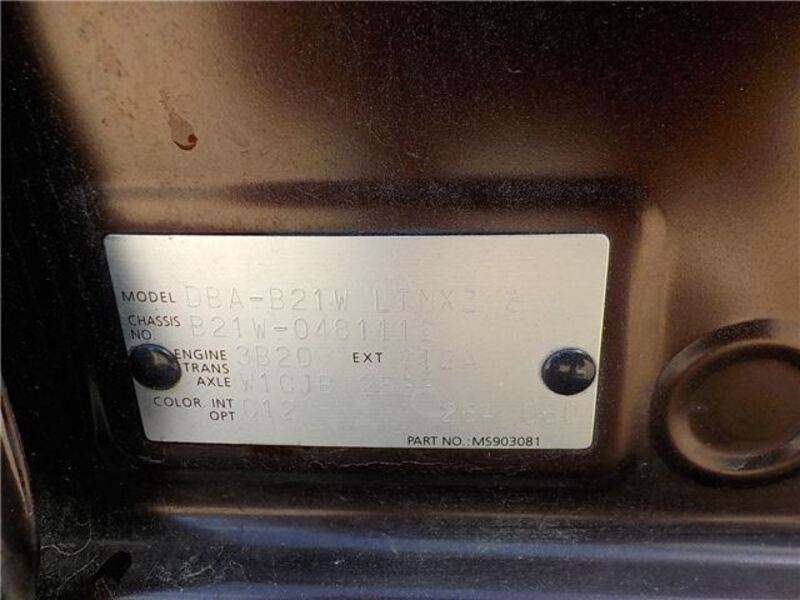 MODEL DBA-B21W
CHASSIS NO. B21W-0481112
ENGINE 3B20 EXT
TRANS AXLE W1CJB
COLOR. INT OPT C12
PART NO.:MS903081